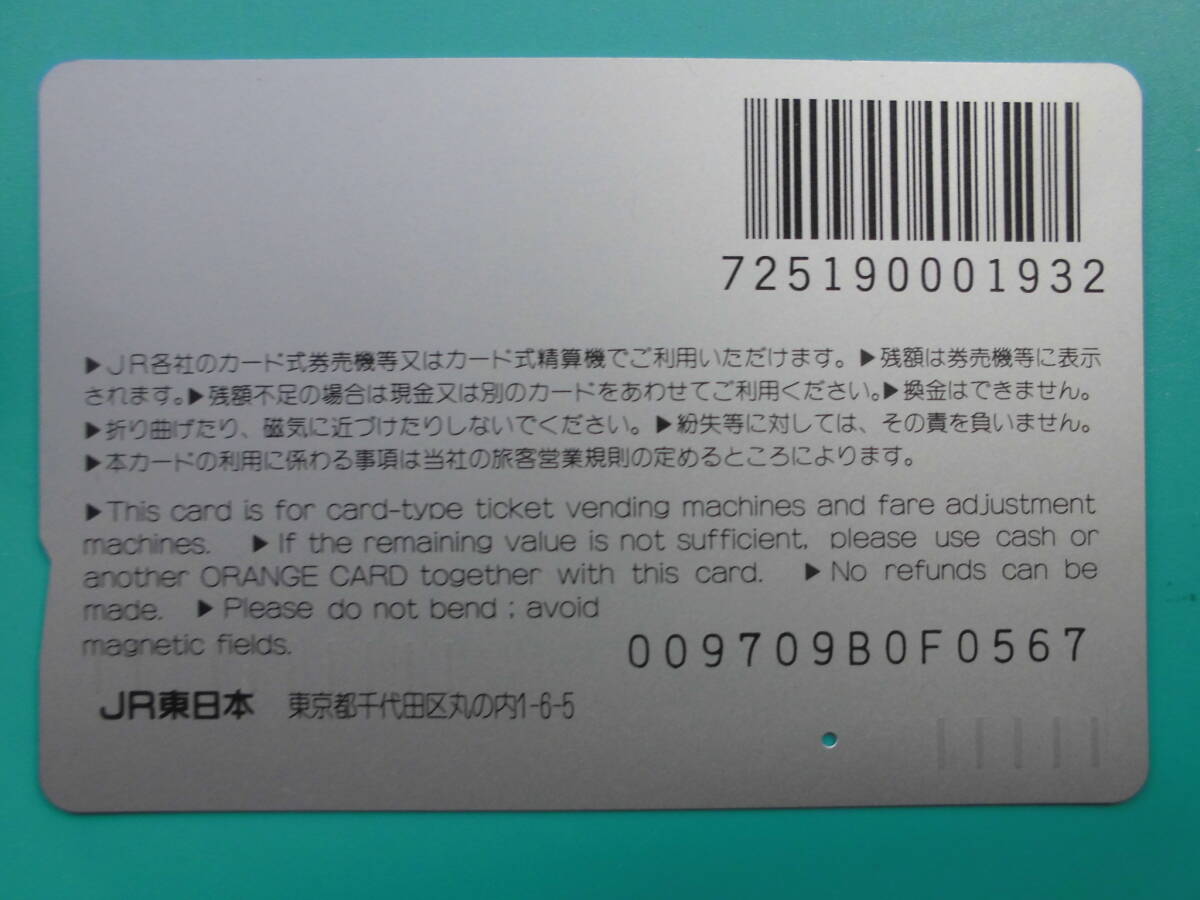 725190001932
▶JR各社のカード式券売機等又はカード式精算機でご利用いただけます。▶残額は券売機等に表示
されます。▶残額不足の場合は現金又は別のカードをあわせてご利用ください。▶換金はできません。
▶折り曲げたり、磁気に近づけたりしないでください。▶紛失等に対しては、その責を負いません。
▶本カードの利用に係わる事項は当社の旅客営業規則の定めるところによります。
▶This card is for card-type ticket vending machines and fare adjustment
machines. ▶If the remaining value is not sufficient, please use cash or
another ORANGE CARD together with this card. ▶No refunds can be
made. ▶Please do not bend; avoid
magnetic fields.
009709B0F0567
JR東日本 東京都千代田区丸の内1-6-5